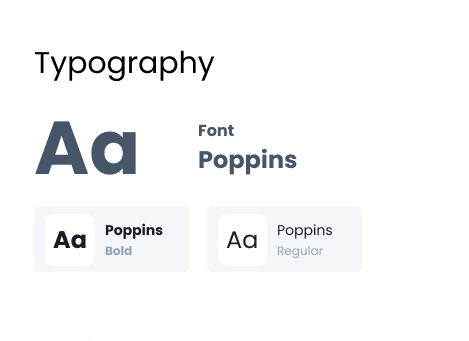 Typography
Aa
Font
Poppins
Aa
Poppins
Bold
Aa
Poppins
Regular